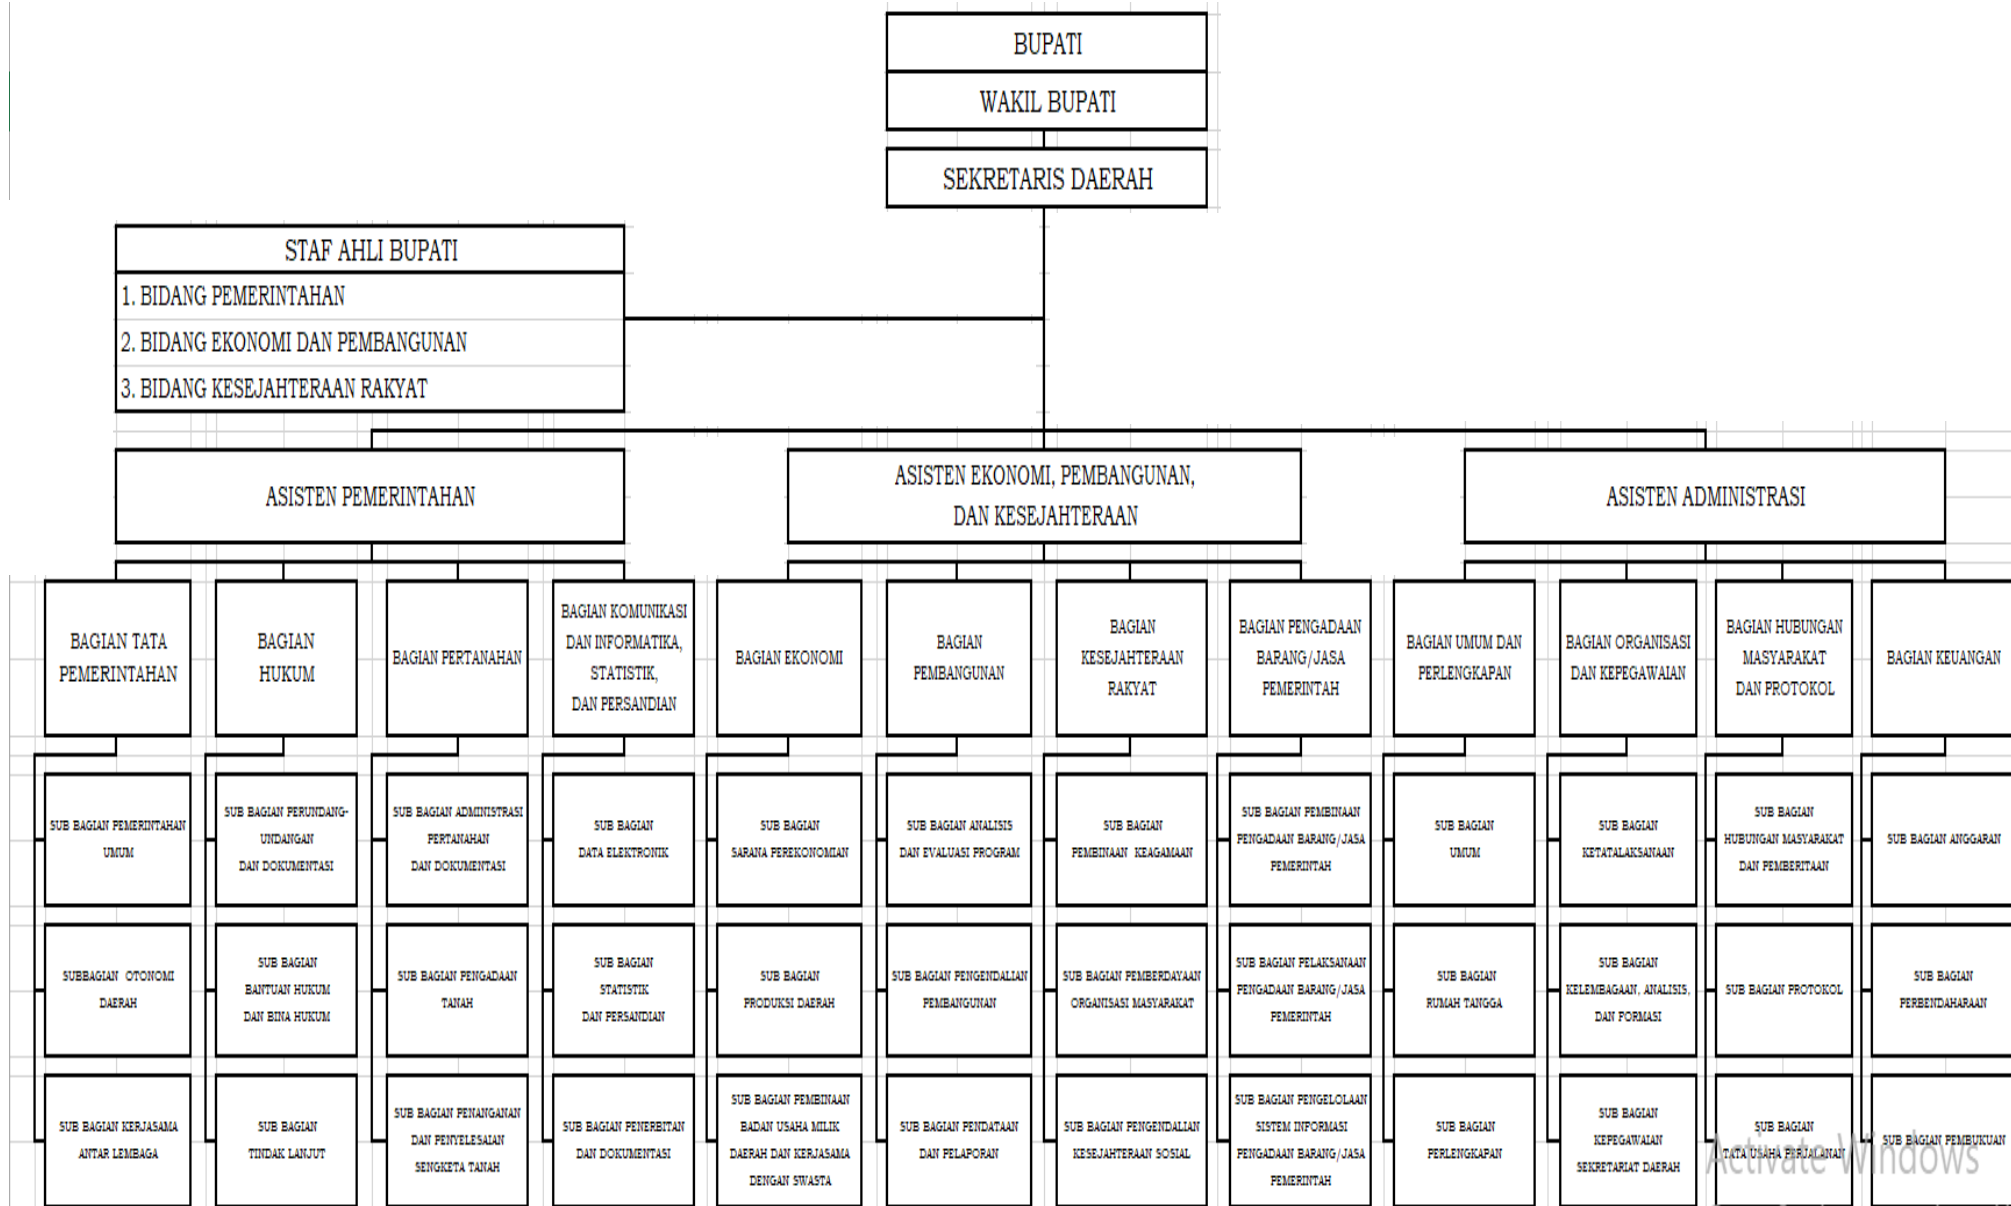 BUPATI
WAKIL BUPATI
SEKRETARIS DAERAH
STAF AHLI BUPATI
1. BIDANG PEMERINTAHAN
2. BIDANG EKONOMI DAN PEMBANGUNAN
3. BIDANG KESEJAHTERAAN RAKYAT
ASISTEN PEMERINTAHAN
ASISTEN EKONOMI, PEMBANGUNAN,
DAN KESEJAHTERAAN
ASISTEN ADMINISTRASI
BAGIAN TATA
PEMERINTAHAN
BAGIAN
HUKUM
BAGIAN PERTANAHAN
BAGIAN KOMUNIKASI
DAN INFORMATIKA,
STATISTIK,
DAN PERSANDIAN
BAGIAN EKONOMI
BAGIAN
PEMBANGUNAN
BAGIAN
KESEJAHTERAAN
RAKYAT
BAGIAN PENGADAAN
BARANG/JASA
PEMERINTAH
BAGIAN UMUM DAN
PERLENGKAPAN
BAGIAN ORGANISASI
DAN KEPEGAWAIAN
BAGIAN HUBUNGAN
MASYARAKAT
DAN PROTOKOL
BAGIAN KEUANGAN
SUB BAGIAN PEMERINTAHAN
UMUM
SUB BAGIAN PERUNDANG-
UNDANGAN
DAN DOKUMENTASI
SUB BAGIAN ADMINISTRASI
PERTANAHAN
DAN DOKUMENTASI
SUB BAGIAN
DATA ELEKTRONIK
SUB BAGIAN
SARANA PEREKONOMIAN
SUB BAGIAN ANALISIS
DAN EVALUASI PROGRAM
SUB BAGIAN
PEMBINAAN KEAGAMAAN
SUB BAGIAN PEMBINAAN
PENGADAAN BARANG/JASA
PEMERINTAH
SUB BAGIAN
UMUM
SUB BAGIAN
KETATALAKSANAAN
SUB BAGIAN
HUBUNGAN MASYARAKAT
DAN PEMBERITAAN
SUB BAGIAN ANGGARAN
SUBBAGIAN OTONOMI
DAERAH
SUB BAGIAN
BANTUAN HUKUM
DAN BINA HUKUM
SUB BAGIAN PENGADAAN
TANAH
SUB BAGIAN
STATISTIK
DAN PERSANDIAN
SUB BAGIAN
PRODUKSI DAERAH
SUB BAGIAN PENGENDALIAN
PEMBANGUNAN
SUB BAGIAN PEMBERDAYAAN
ORGANISASI MASYARAKAT
SUB BAGIAN PELAKSANAAN
PENGADAAN BARANG/JASA
PEMERINTAH
SUB BAGIAN
RUMAH TANGGA
SUB BAGIAN
KELEMBAGAAN, ANALISIS,
DAN FORMASI
SUB BAGIAN PROTOKOL
SUB BAGIAN
PERBENDAHARAAN
SUB BAGIAN KERJASAMA
ANTAR LEMBAGA
SUB BAGIAN
TINDAK LANJUT
SUB BAGIAN PENANGANAN
DAN PENYELESAIAN
SENGKETA TANAH
SUB BAGIAN PENERBITAN
DAN DOKUMENTASI
SUB BAGIAN PEMBINAAN
BADAN USAHA MILIK
DAERAH DAN KERJASAMA
DENGAN SWASTA
SUB BAGIAN PENDATAAN
DAN PELAPORAN
SUB BAGIAN PENGENDALIAN
KESEJAHTERAAN SOSIAL
SUB BAGIAN PENGELOLAAN
SISTEM INFORMASI
PENGADAAN BARANG/JASA
PEMERINTAH
SUB BAGIAN
PERLENGKAPAN
SUB BAGIAN
KEPEGAWAIAN
SEKRETARIAT DAERAH
SUB BAGIAN
TATA USAHA PERJALANAN
SUB BAGIAN PEMBUKUAN
Activate Windows